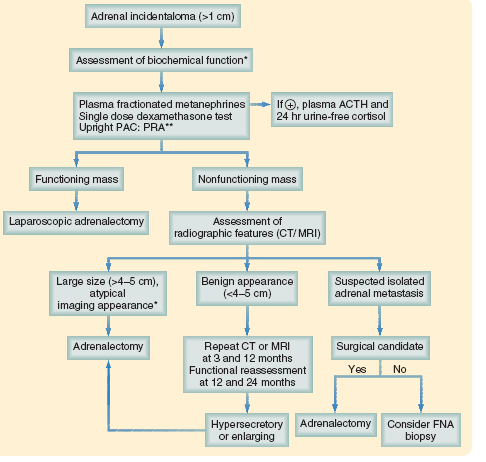 Adrenal incidentaloma (>1 cm)
Assessment of biochemical function*
Plasma fractionated metanephrines
Single dose dexamethasone test
Upright PAC: PRA**
If ⊕, plasma ACTH and
24 hr urine-free cortisol
Functioning mass
Nonfunctioning mass
Laparoscopic adrenalectomy
Assessment of
radiographic features (CT/MRI)
Large size (>4–5 cm),
atypical
imaging appearance*
Benign appearance
(<4–5 cm)
Suspected isolated
adrenal metastasis
Adrenalectomy
Repeat CT or MRI
at 3 and 12 months
Functional reassessment
at 12 and 24 months
Surgical candidate
Yes
No
Hypersecretory
or enlarging
Adrenalectomy
Consider FNA
biopsy